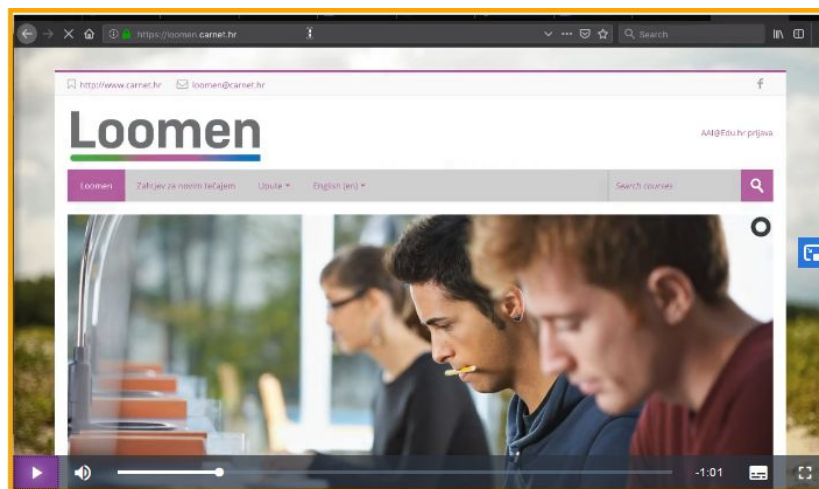 https://loomen.carnet.hr
Search
http://www.carnet.hr loomen@carnet.hr
Loomen
AAI@Edu.hr prijava
Loomen Zahtjev za novim tečajem Upute English (en) Search courses
-1:01